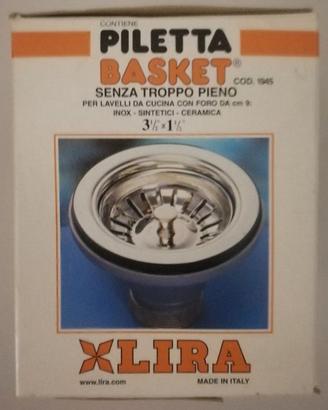 CONTIENE
PILETTA
BASKET®
COD. 1945
SENZA TROPPO PIENO
PER LAVELLI DA CUCINA CON FORO DA cm 9:
INOX - SINTETICI - CERAMICA
3½" x 1½"
LIRA
www.lira.com MADE IN ITALY